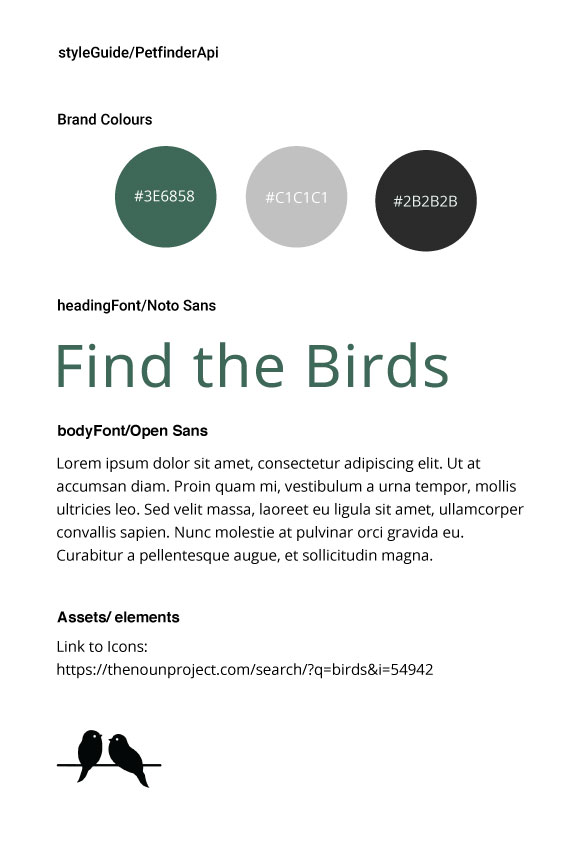 styleGuide/PetfinderApi
Brand Colours
#3E6858
#C1C1C1
#2B2B2B
headingFont/Noto Sans
Find the Birds
bodyFont/Open Sans
Lorem ipsum dolor sit amet, consectetur adipiscing elit. Ut at
accumsan diam. Proin quam mi, vestibulum a urna tempor, mollis
ultricies leo. Sed velit massa, laoreet eu ligula sit amet, ullamcorper
convallis sapien. Nunc molestie at pulvinar orci gravida eu.
Curabitur a pellentesque augue, et sollicitudin magna.
Assets/ elements
Link to Icons:
https://thenounproject.com/search/?q=birds&i=54942